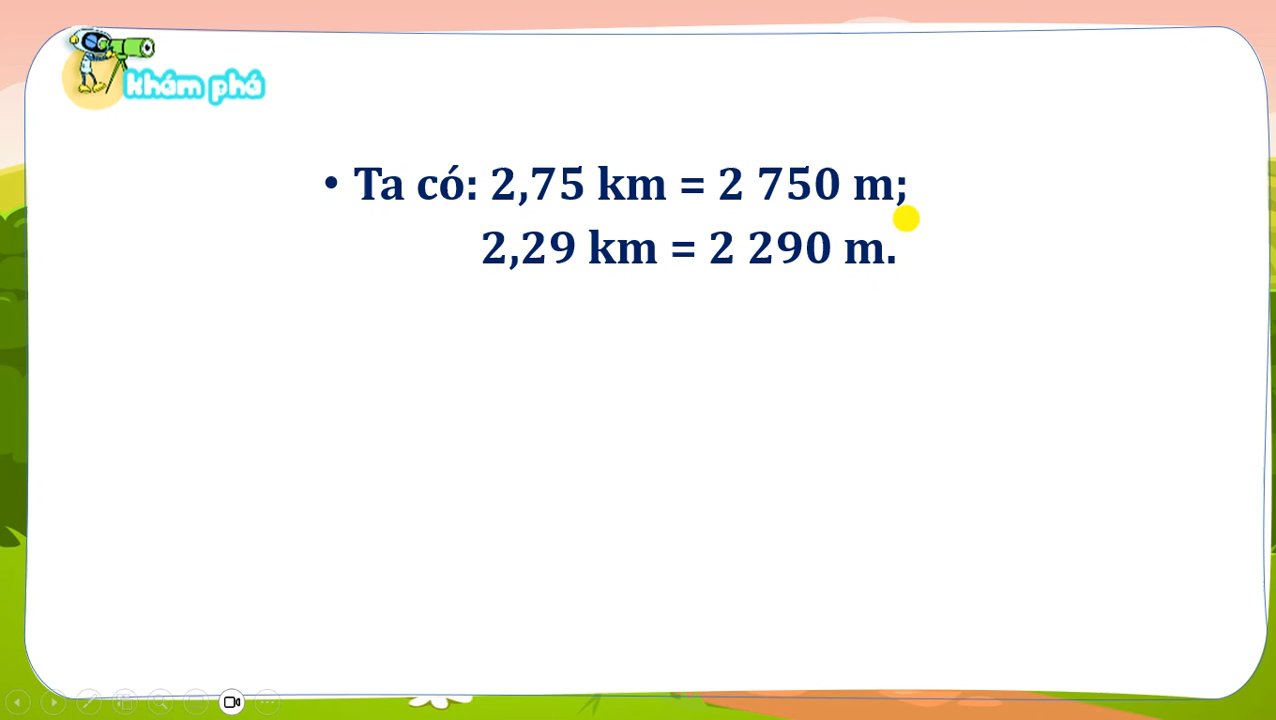 khám phá
• Ta có: 2,75 km = 2 750 m;
2,29 km = 2 290 m.